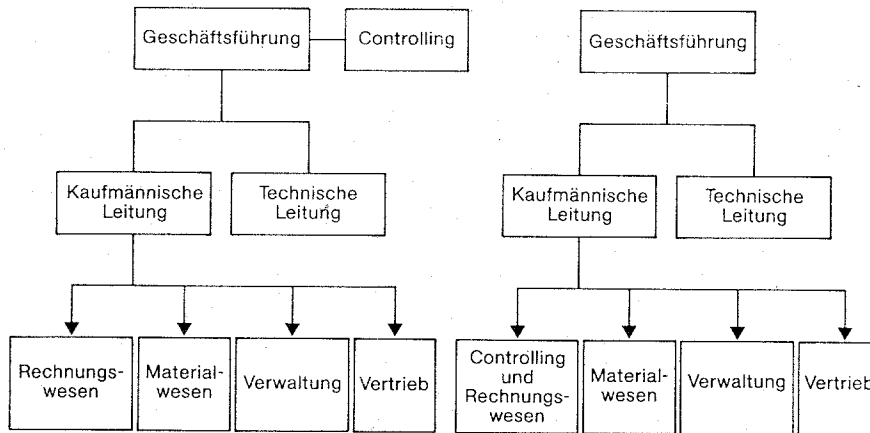 Geschäftsführung
Controlling
Kaufmännische
Leitung
Technische
Leitung
Rechnungs-
wesen
Material-
wesen
Verwaltung
Vertrieb
Geschäftsführung
Kaufmännische
Leitung
Technische
Leitung
Controlling
und
Rechnungs-
wesen
Material-
wesen
Verwaltung
Vertrieb